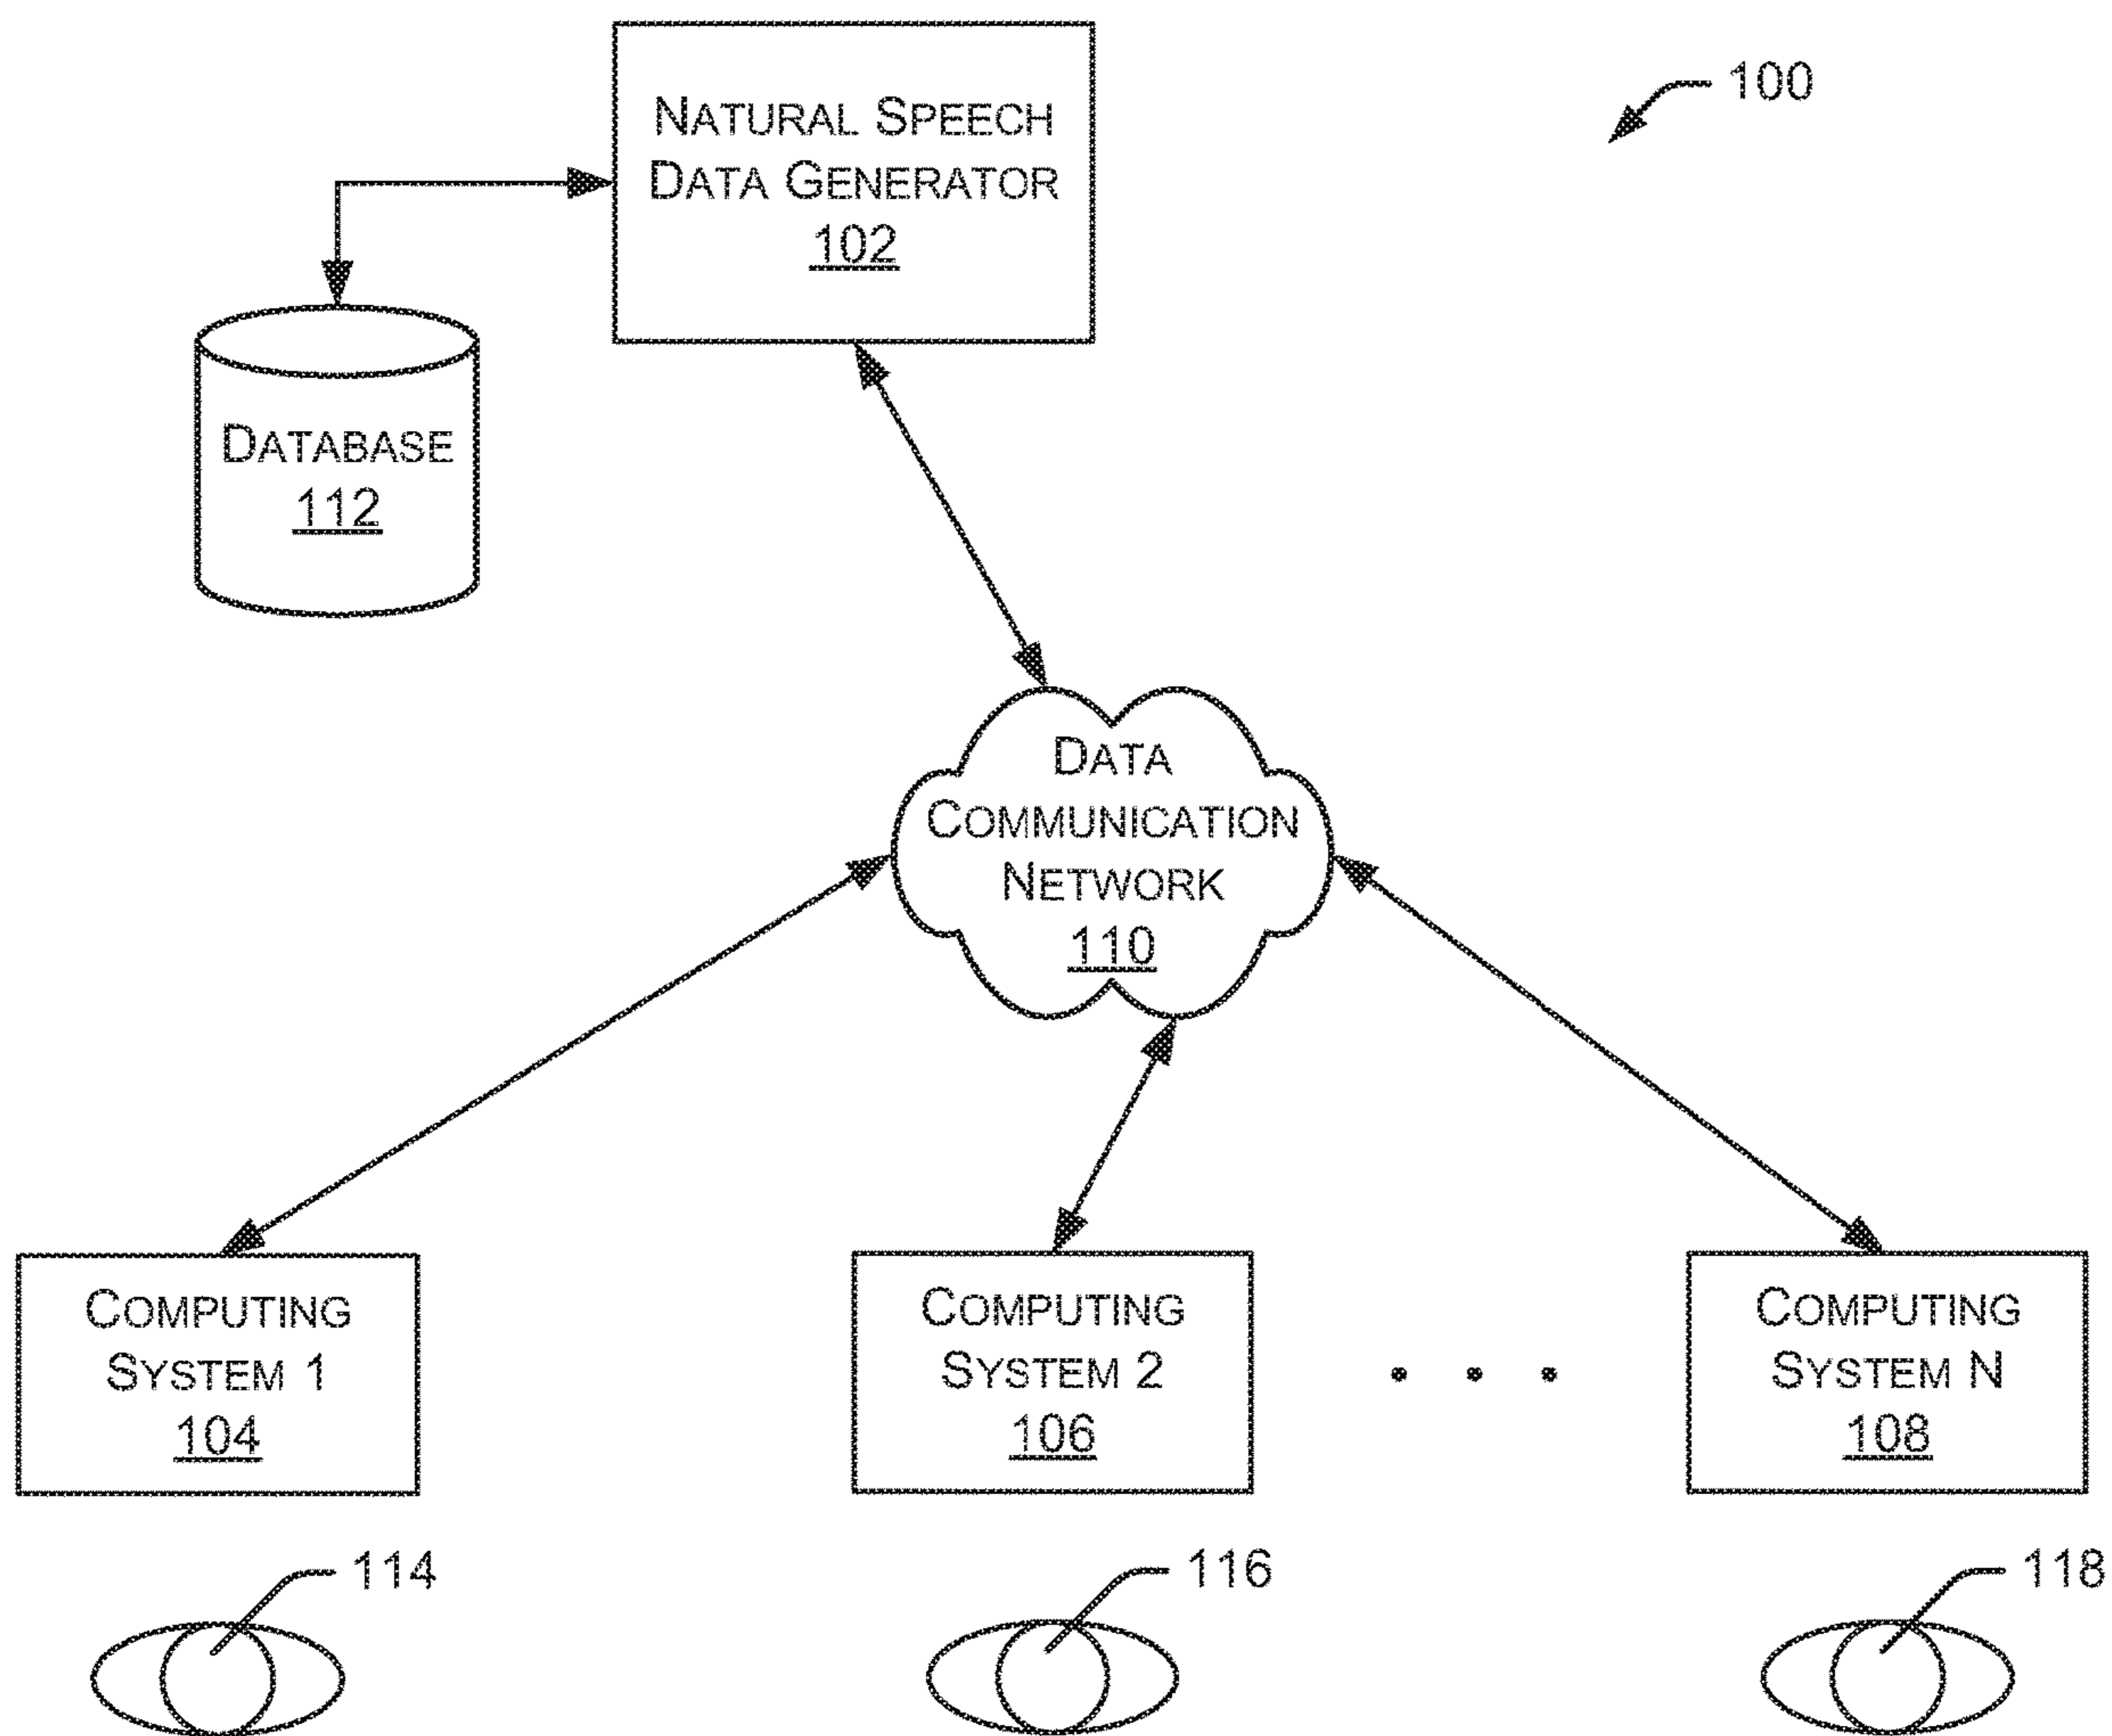 100
NATURAL SPEECH
DATA GENERATOR
102
DATABASE
112
DATA
COMMUNICATION
NETWORK
110
COMPUTING
SYSTEM 1
104
COMPUTING
SYSTEM 2
106
COMPUTING
SYSTEM N
108
114
116
118